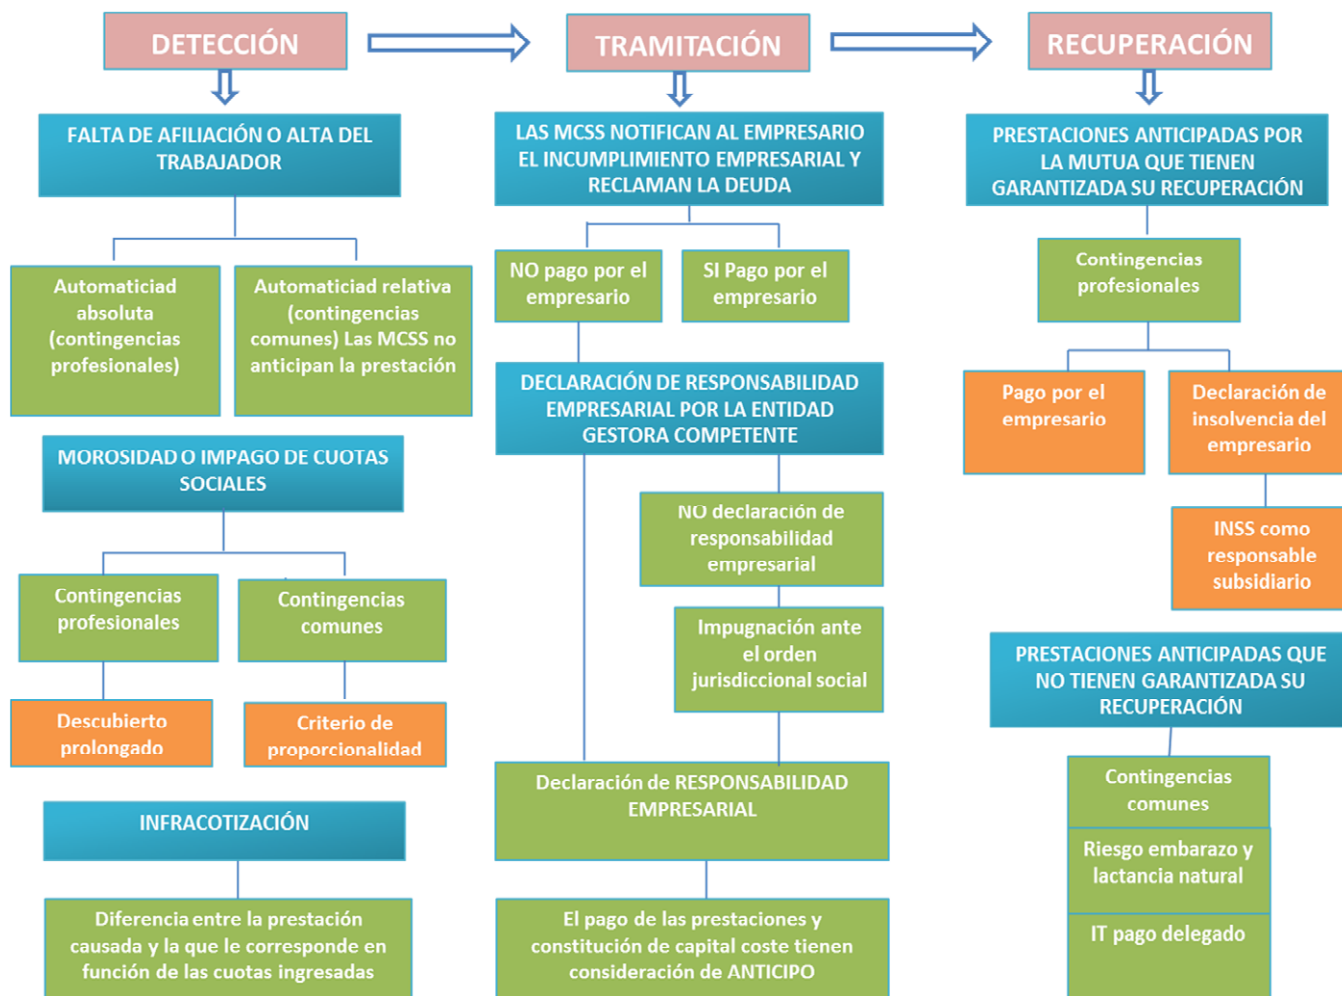 DETECCIÓN
TRAMITACIÓN
RECUPERACIÓN
FALTA DE AFILIACIÓN O ALTA DEL
TRABAJADOR
Automaticiad
absoluta
(contingencias
profesionales)
Automaticiad relativa
(contingencias
comunes) Las MCSS no
anticipan la prestación
MOROSIDAD O IMPAGO DE CUOTAS
SOCIALES
Contingencias
profesionales
Contingencias
comunes
Descubierto
prolongado
Criterio de
proporcionalidad
INFRACOTIZACIÓN
Diferencia entre la prestación
causada y la que le corresponde en
función de las cuotas ingresadas
LAS MCSS NOTIFICAN AL EMPRESARIO
EL INCUMPLIMIENTO EMPRESARIAL Y
RECLAMAN LA DEUDA
NO pago por el
empresario
SI Pago por el
empresario
DECLARACIÓN DE RESPONSABILIDAD
EMPRESARIAL POR LA ENTIDAD
GESTORA COMPETENTE
NO declaración de
responsabilidad
empresarial
Impugnación ante
el orden
jurisdiccional social
Declaración de RESPONSABILIDAD
EMPRESARIAL
El pago de las prestaciones y
constitución de capital coste tienen
consideración de ANTICIPO
PRESTACIONES ANTICIPADAS POR
LA MUTUA QUE TIENEN
GARANTIZADA SU RECUPERACIÓN
Contingencias
profesionales
Pago por el
empresario
Declaración de
insolvencia del
empresario
INSS como
responsable
subsidiario
PRESTACIONES ANTICIPADAS QUE
NO TIENEN GARANTIZADA SU
RECUPERACIÓN
Contingencias
comunes
Riesgo embarazo y
lactancia natural
IT pago delegado